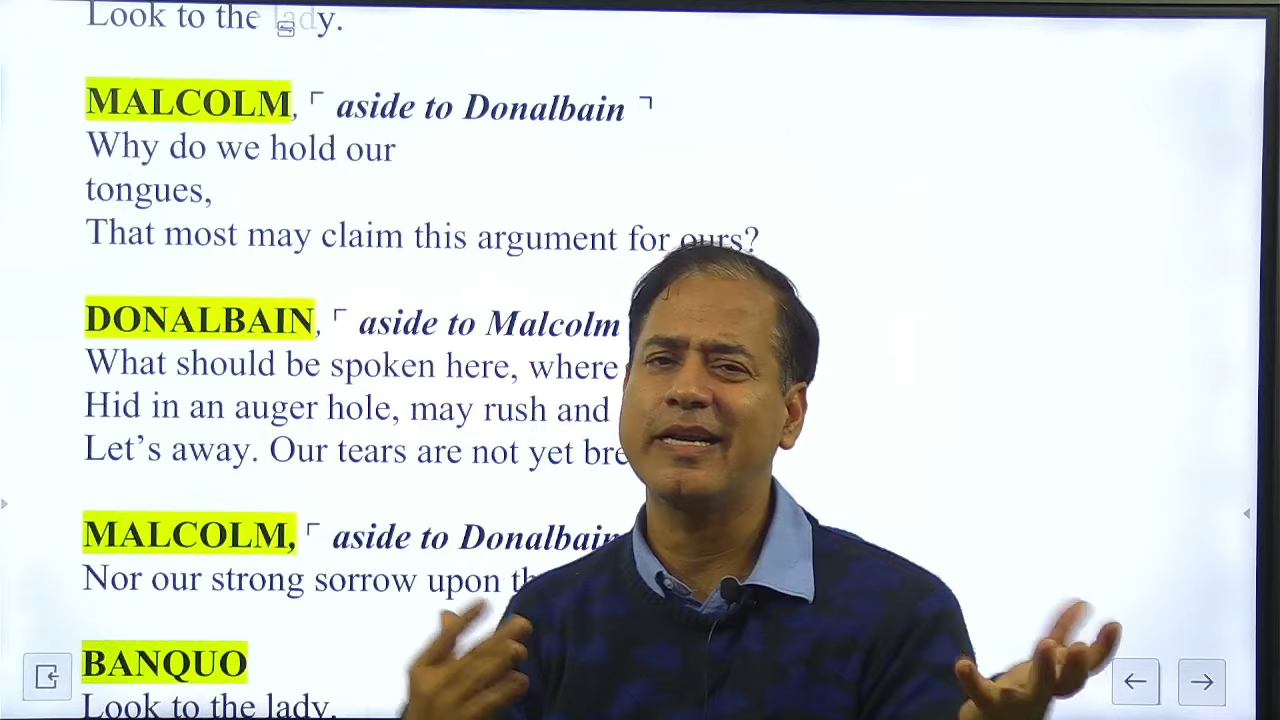 Look to the lady.
MALCOLM, ⌜ aside to Donalbain ⌝
Why do we hold our
tongues,
That most may claim this argument for ours?
DONALBAIN, ⌜ aside to Malcolm
What should be spoken here, where
Hid in an auger hole, may rush and
Let’s away. Our tears are not yet bre
MALCOLM, ⌜ aside to Donalbain
Nor our strong sorrow upon th
BANQUO
Look to the lady.